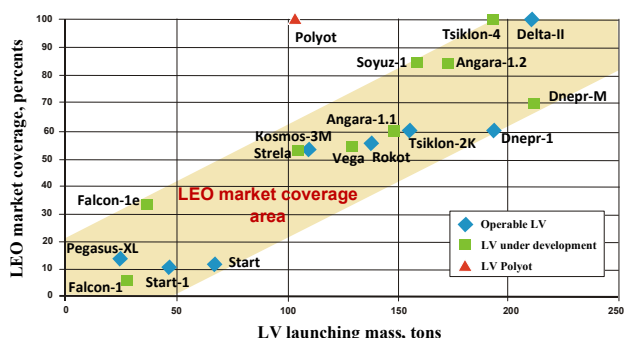 LEO market coverage, percents
100
90
80
70
60
50
40
30
20
10
0
Polyot
Tsiklon-4
Delta-II
Soyuz-1
Angara-1.2
Dnepr-M
Angara-1.1
Kosmos-3M
Tsiklon-2K
Dnepr-1
Strela
Vega
Rokot
LEO market coverage
area
Falcon-1e
Pegasus-XL
Start
Falcon-1
Start-1
Operable LV
LV under development
LV Polyot
0
50
100
150
200
250
LV launching mass, tons